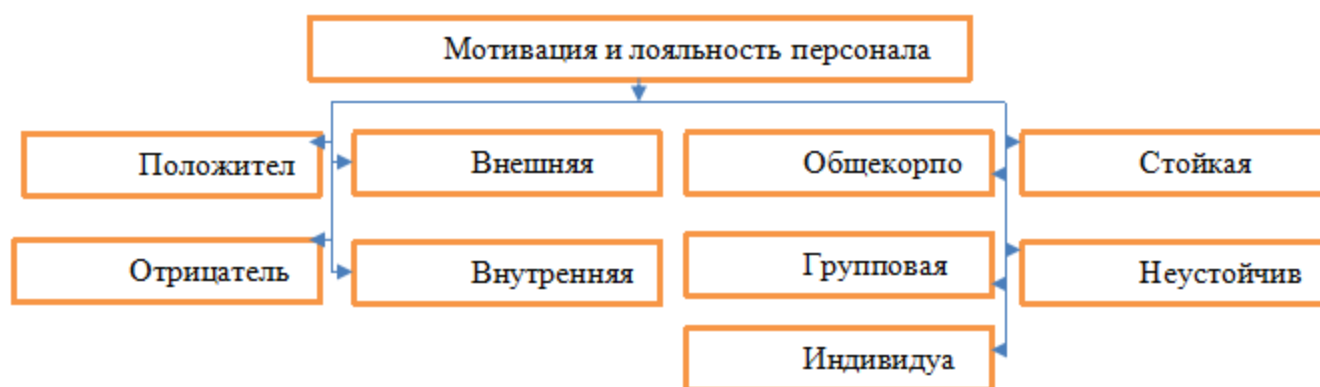 Мотивация и лояльность персонала
Положител
Внешняя
Общекорпо
Стойкая
Отрицатель
Внутренняя
Групповая
Неустойчив
Индивидуа